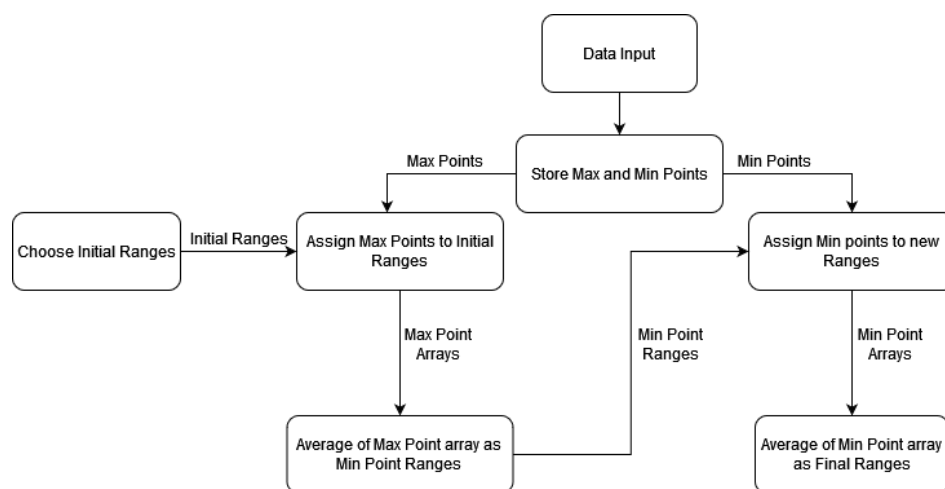 Data Input
Max Points
Store Max and Min Points
Min Points
Choose Initial Ranges
Initial Ranges
Assign Max Points to Initial
Ranges
Assign Min points to new
Ranges
Max Point
Arrays
Min Point
Ranges
Min Point
Arrays
Average of Max Point array as
Min Point Ranges
Average of Min Point array
as Final Ranges